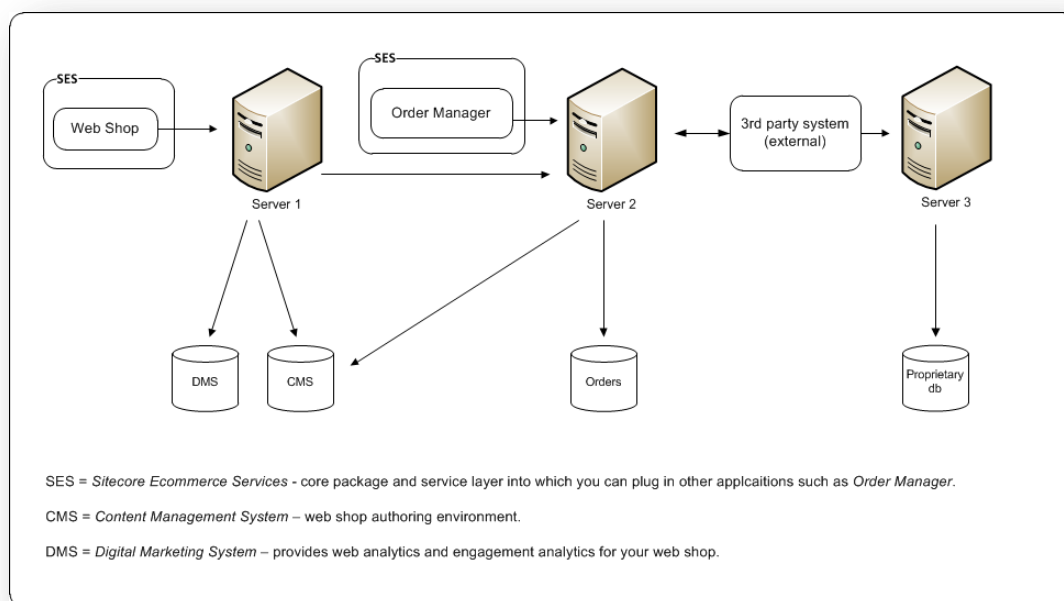 SES
Web Shop
SES
Order Manager
3rd party system
(external)
Server 1
Server 2
Server 3
DMS
CMS
Orders
Proprietary
db
SES = Sitecore Ecommerce Services - core package and service layer into which you can plug in other applcaitions such as Order Manager.
CMS = Content Management System – web shop authoring environment.
DMS = Digital Marketing System – provides web analytics and engagement analytics for your web shop.